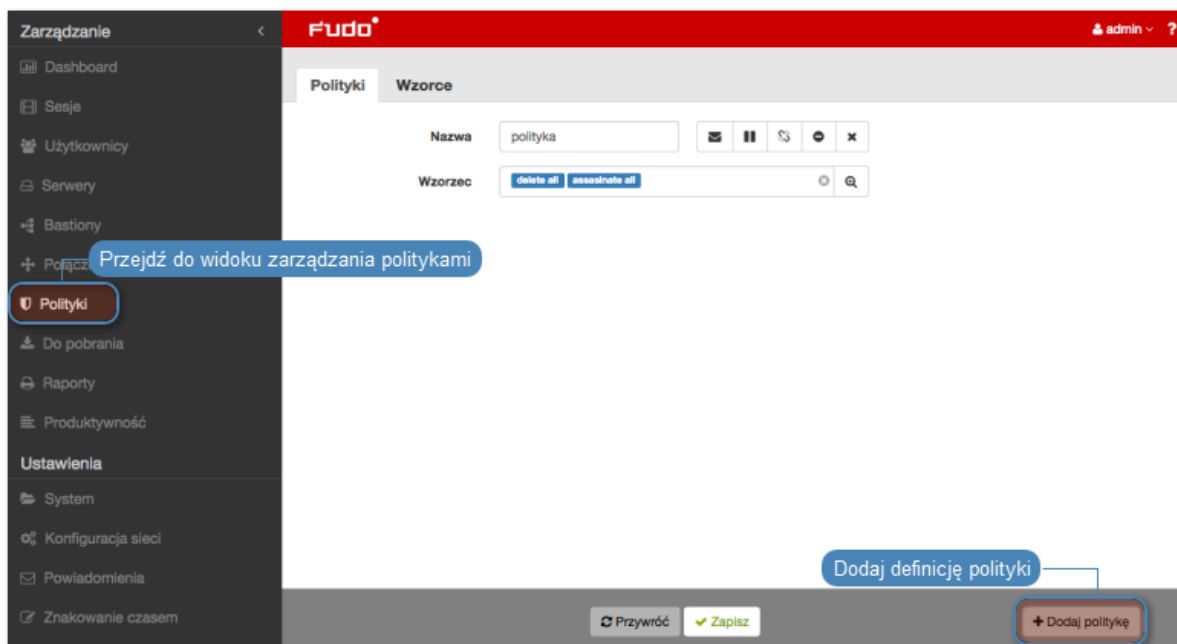 Zarządzanie
Fudo
admin
?
Dashboard
Sesje
Użytkownicy
Serwery
Bastiony
Przejdź do widoku zarządzania politykami
Polityki
Do pobrania
Raporty
Produktywność
Ustawienia
System
Konfiguracja sieci
Powiadomienia
Znakowanie czasem
Polityki Wzorce
Nazwa polityka
Wzorzec delete all assasinate all
Dodaj definicję polityki
Przywróć Zapisz
+ Dodaj politykę